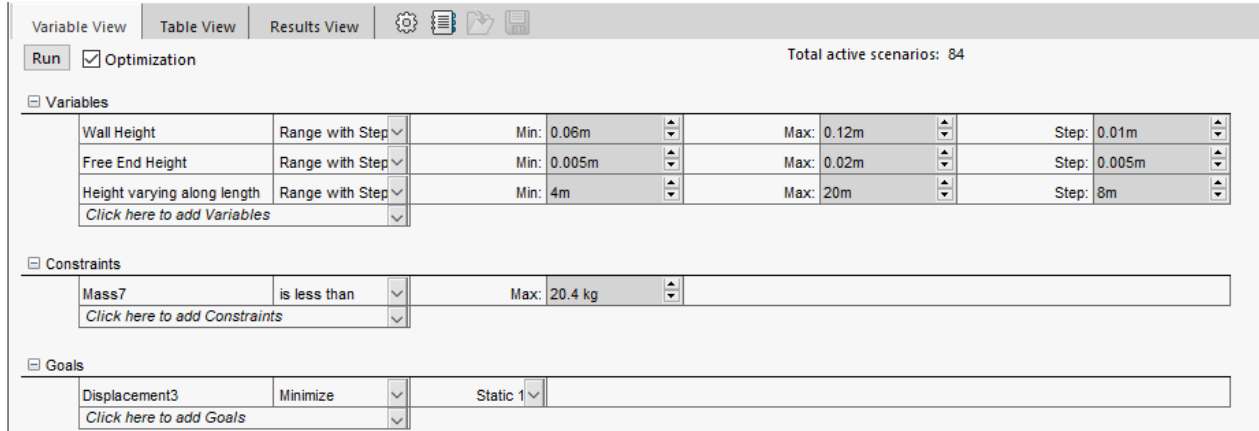 Variable View Table View Results View
Run Optimization Total active scenarios: 84
Variables
Wall Height Range with Step Min: 0.06m Max: 0.12m Step: 0.01m
Free End Height Range with Step Min: 0.005m Max: 0.02m Step: 0.005m
Height varying along length Range with Step Min: 4m Max: 20m Step: 8m
Click here to add Variables
Constraints
Mass7 is less than Max: 20.4 kg
Click here to add Constraints
Goals
Displacement3 Minimize Static 1
Click here to add Goals